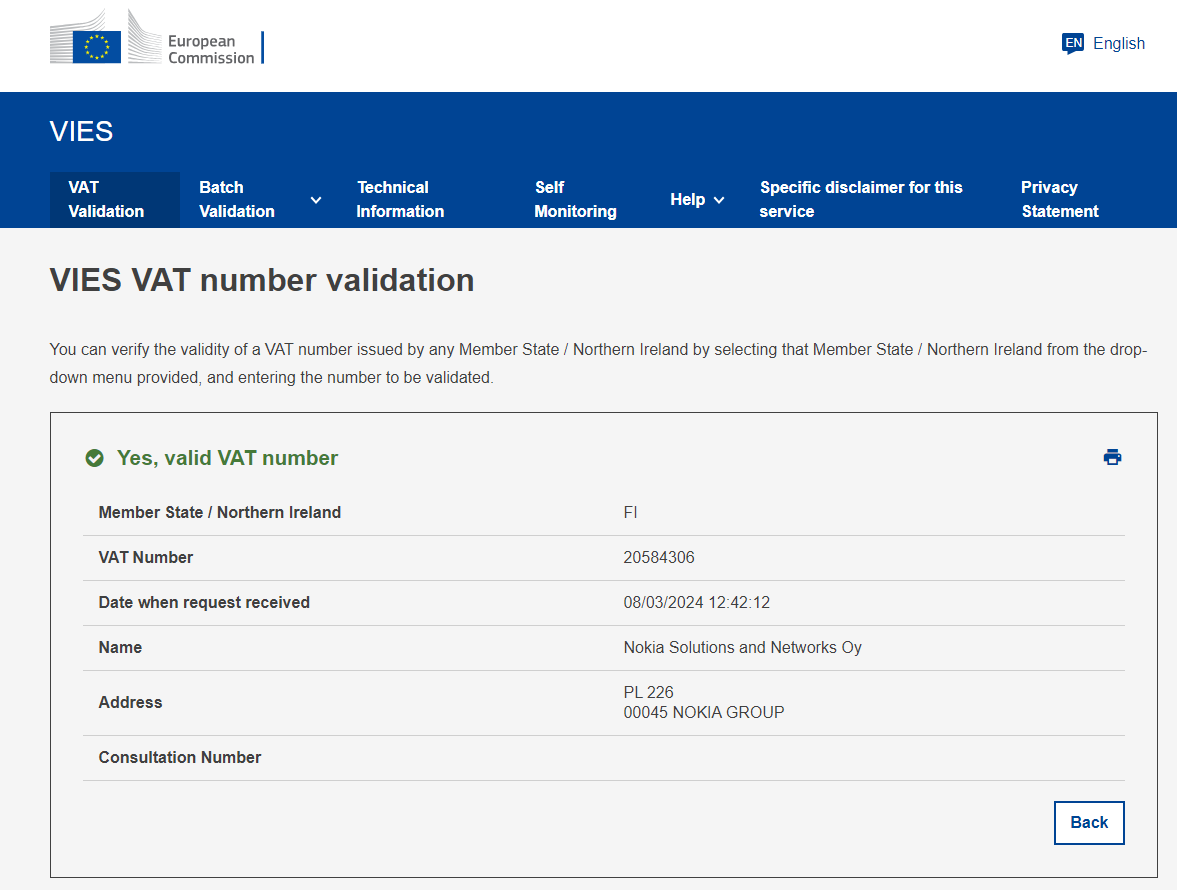 European
Commission
EN English
VIES
VAT
Validation
Batch
Validation
Technical
Information
Self
Monitoring
Help
Specific disclaimer for this
service
Privacy
Statement
VIES VAT number validation
You can verify the validity of a VAT number issued by any Member State / Northern Ireland by selecting that Member State / Northern Ireland from the drop-
down menu provided, and entering the number to be validated.
Yes, valid VAT number
Member State / Northern Ireland FI
VAT Number 20584306
Date when request received 08/03/2024 12:42:12
Name Nokia Solutions and Networks Oy
Address PL 226
00045 NOKIA GROUP
Consultation Number
Back